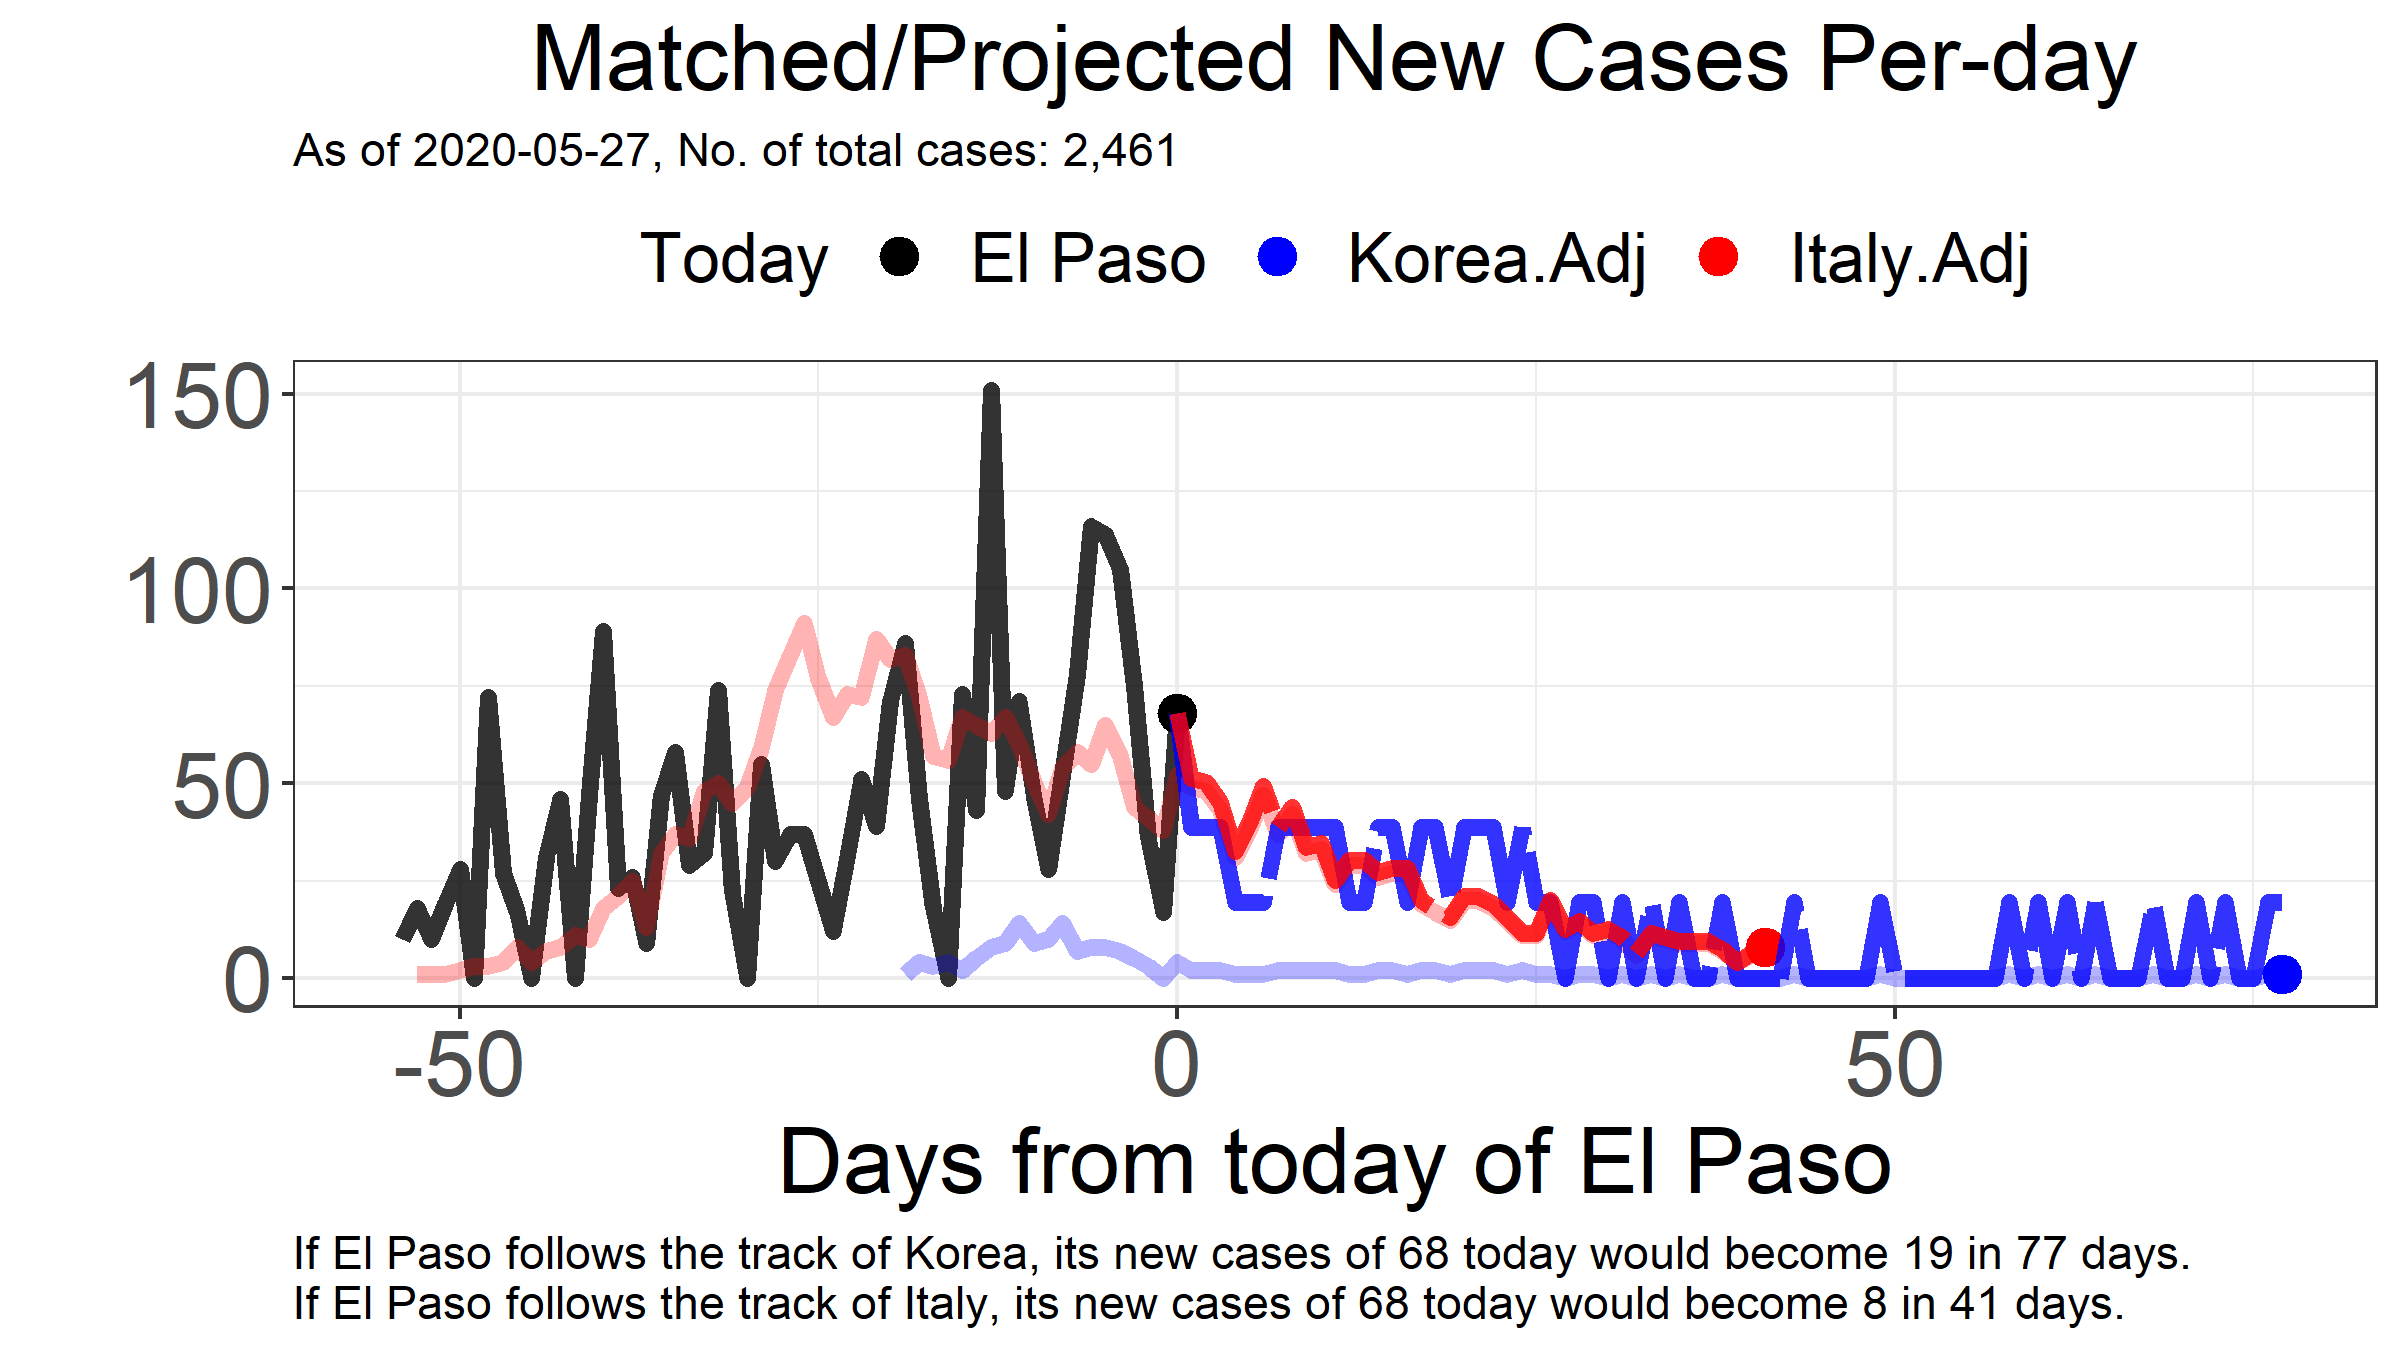 Matched/Projected New Cases Per-day
As of 2020-05-27, No. of total cases: 2,461
Today El Paso Korea.Adj Italy.Adj
150
100
50
0
-50 0 50
Days from today of El Paso
If El Paso follows the track of Korea, its new cases of 68 today would become 19 in 77 days.
If El Paso follows the track of Italy, its new cases of 68 today would become 8 in 41 days.